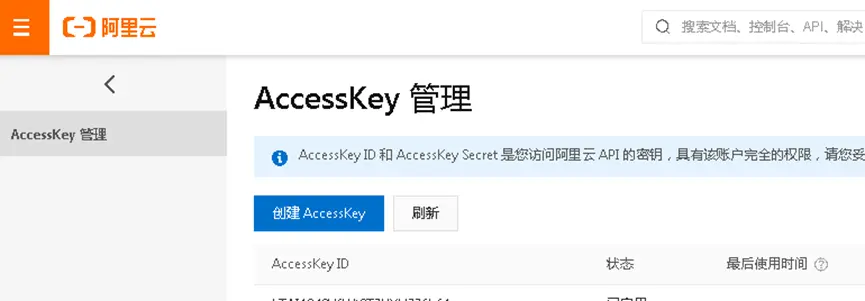 阿里云
搜索文档、控制台、API、解决
AccessKey 管理
AccessKey 管理
AccessKey ID 和 AccessKey Secret 是您访问阿里云 API 的密钥，具有该账户完全的权限，请您妥
创建 AccessKey
刷新
AccessKey ID
状态
最后使用时间